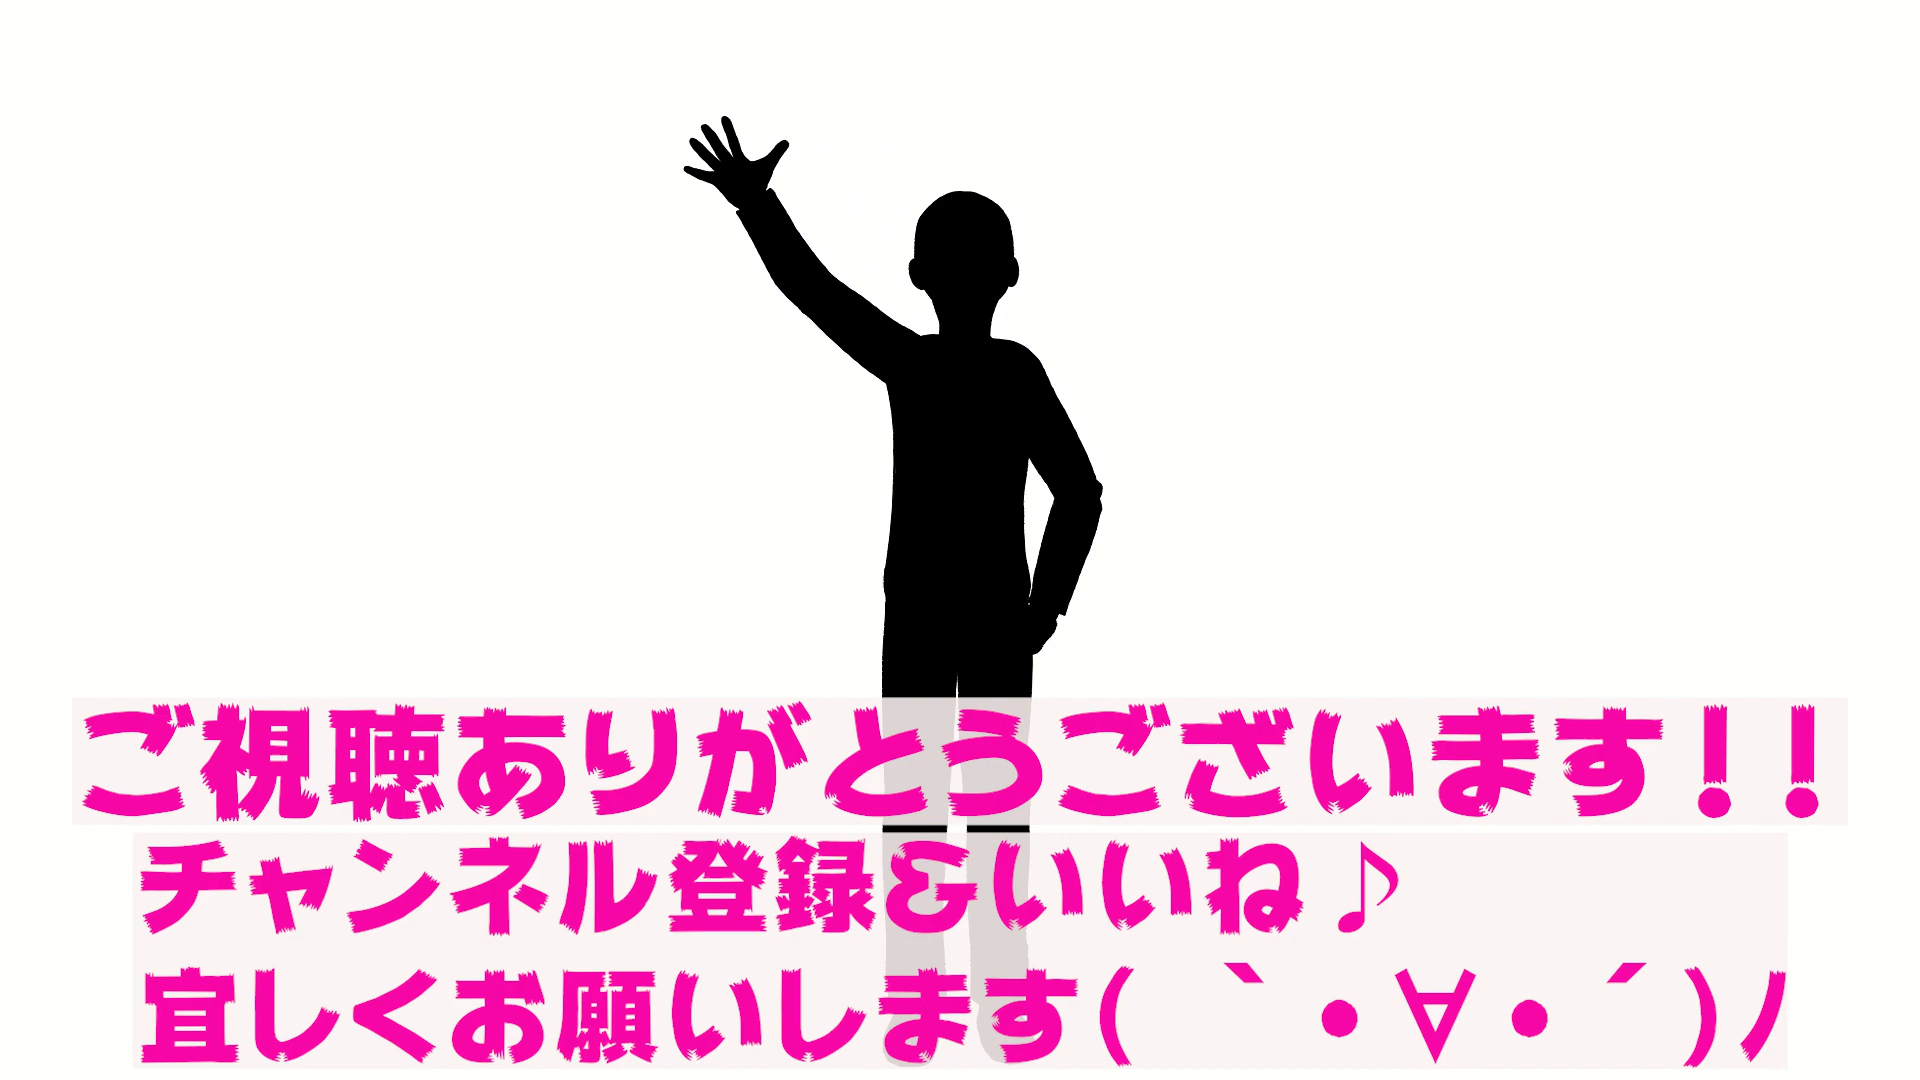 ご視聴ありがとうございます!!
チャンネル登録&いいね♪
宜しくお願いします( ｀・∀・´)ノ